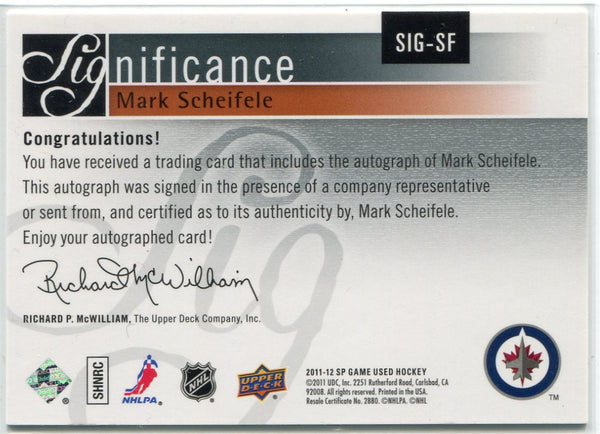 Significance
SIG-SF
Mark Scheifele
Congratulations!
You have received a trading card that includes the autograph of Mark Scheifele.
This autograph was signed in the presence of a company representative
or sent from, and certified as to its authenticity by, Mark Scheifele.
Enjoy your autographed card!
Richard P. McWilliam
RICHARD P. McWILLIAM, The Upper Deck Company, Inc.
SHNRC
NHLPA.
NHL
UPPER
DECK
2011-12 SP GAME USED HOCKEY
©2011 UDC, Inc. 2251 Rutherford Road, Carlsbad, CA
92008. All Rights Reserved. Printed in the USA.
Resale Certificate No. 2880. ©NHLPA. ©NHL
TM
Sig